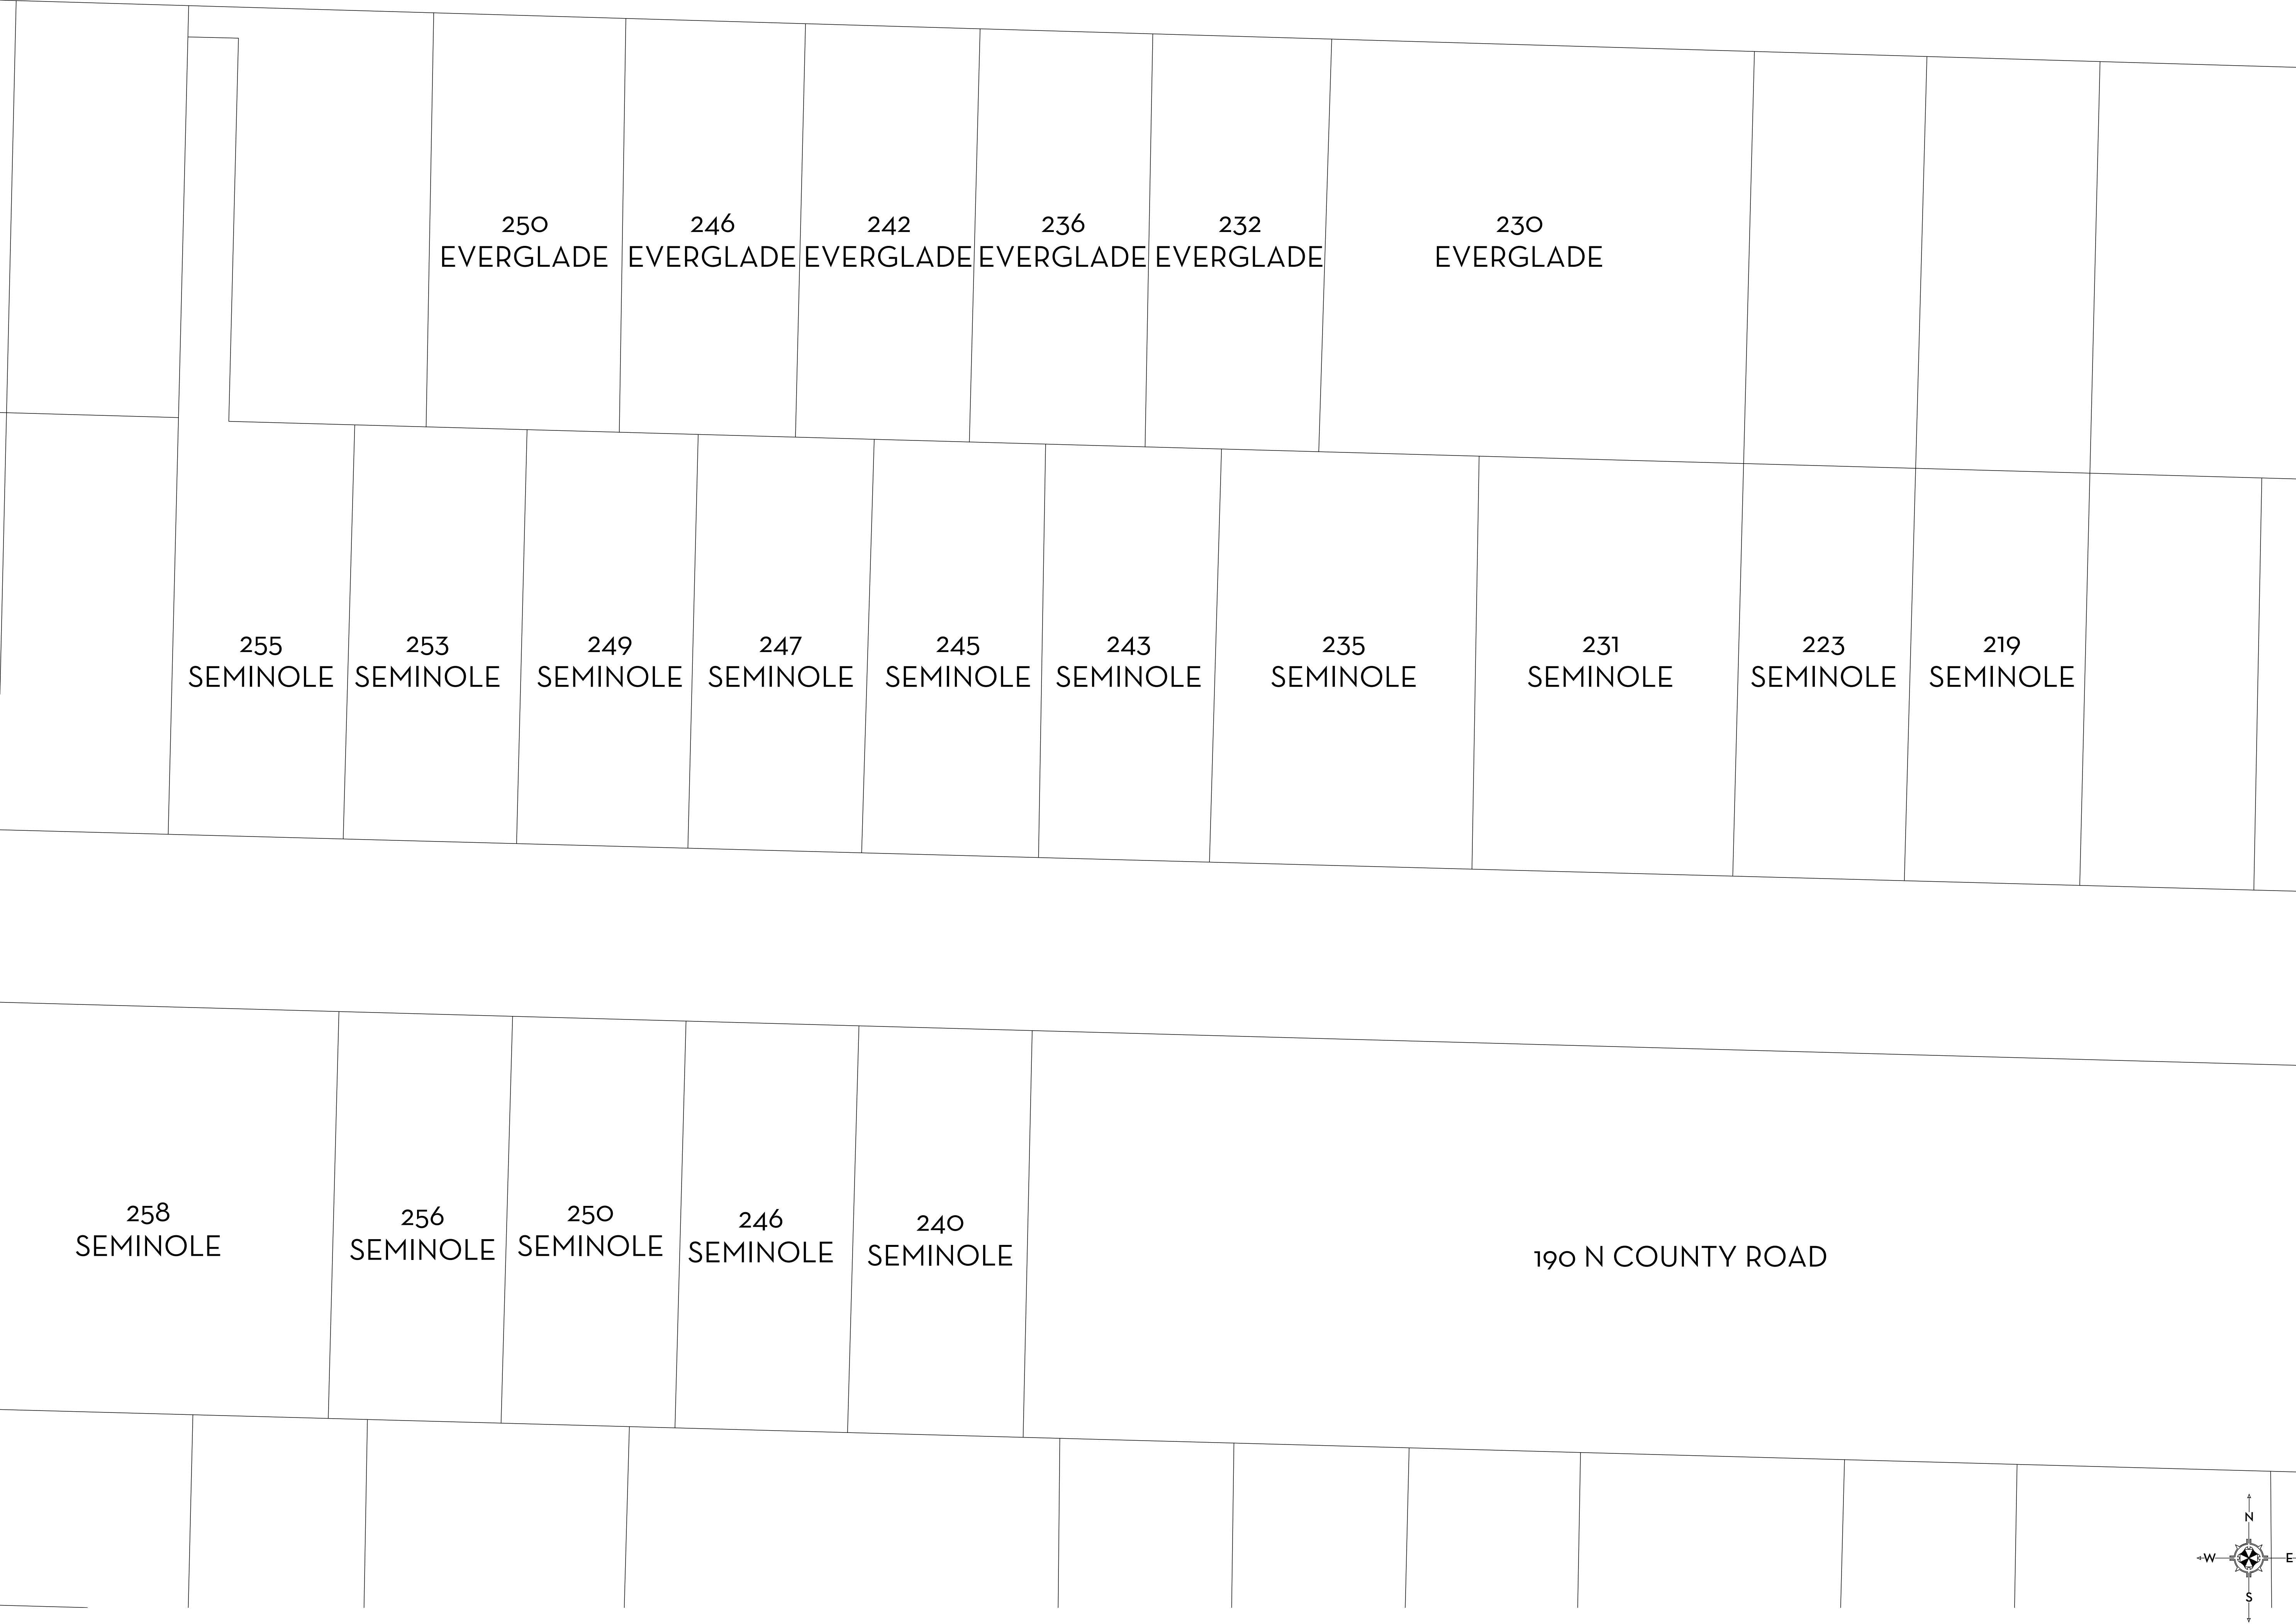 250
EVERGLADE
246
EVERGLADE
242
EVERGLADE
236
EVERGLADE
232
EVERGLADE
230
EVERGLADE
255
SEMINOLE
253
SEMINOLE
249
SEMINOLE
247
SEMINOLE
245
SEMINOLE
243
SEMINOLE
235
SEMINOLE
231
SEMINOLE
223
SEMINOLE
219
SEMINOLE
258
SEMINOLE
256
SEMINOLE
250
SEMINOLE
246
SEMINOLE
240
SEMINOLE
190 N COUNTY ROAD
N
W
E
S